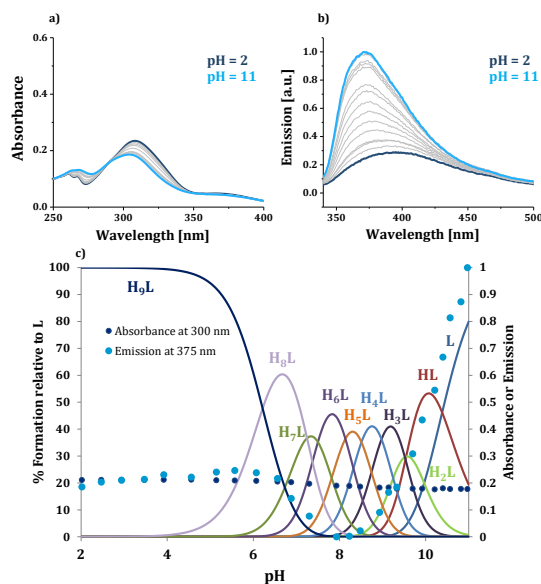 a)
pH = 2
pH = 11
Absorbance
0.6
0.4
0.2
0.0
250 300 350 400
Wavelength [nm]
b)
pH = 2
pH = 11
Emission [a.u.]
1.0
0.8
0.6
0.4
0.2
0.0
350 400 450 500
Wavelength [nm]
c)
% Formation relative to L
100
90
80
70
60
50
40
30
20
10
0
H₉L
Absorbance at 300 nm
Emission at 375 nm
H₈L
H₇L
H₆L
H₅L
H₄L
H₃L
HL
H₂L
L
1
0.9
0.8
0.7
0.6
0.5
0.4
0.3
0.2
0.1
0
Absorbance or Emission
2 4 6 8 10
pH